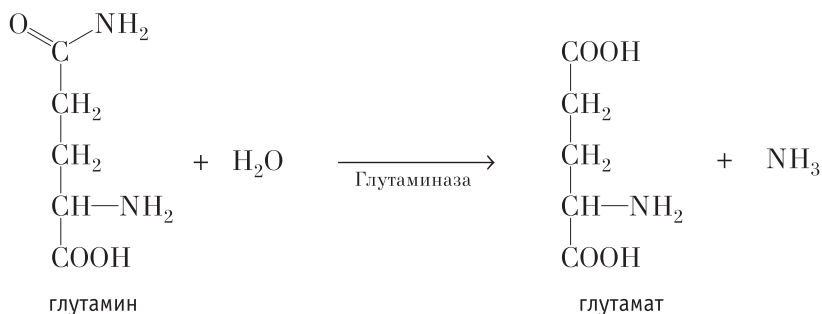 O NH₂
C COOH
CH₂ CH₂
CH₂ + H₂O CH₂ + NH₃
Глутаминаза
CH—NH₂ CH—NH₂
COOH COOH
глутамин глутамат